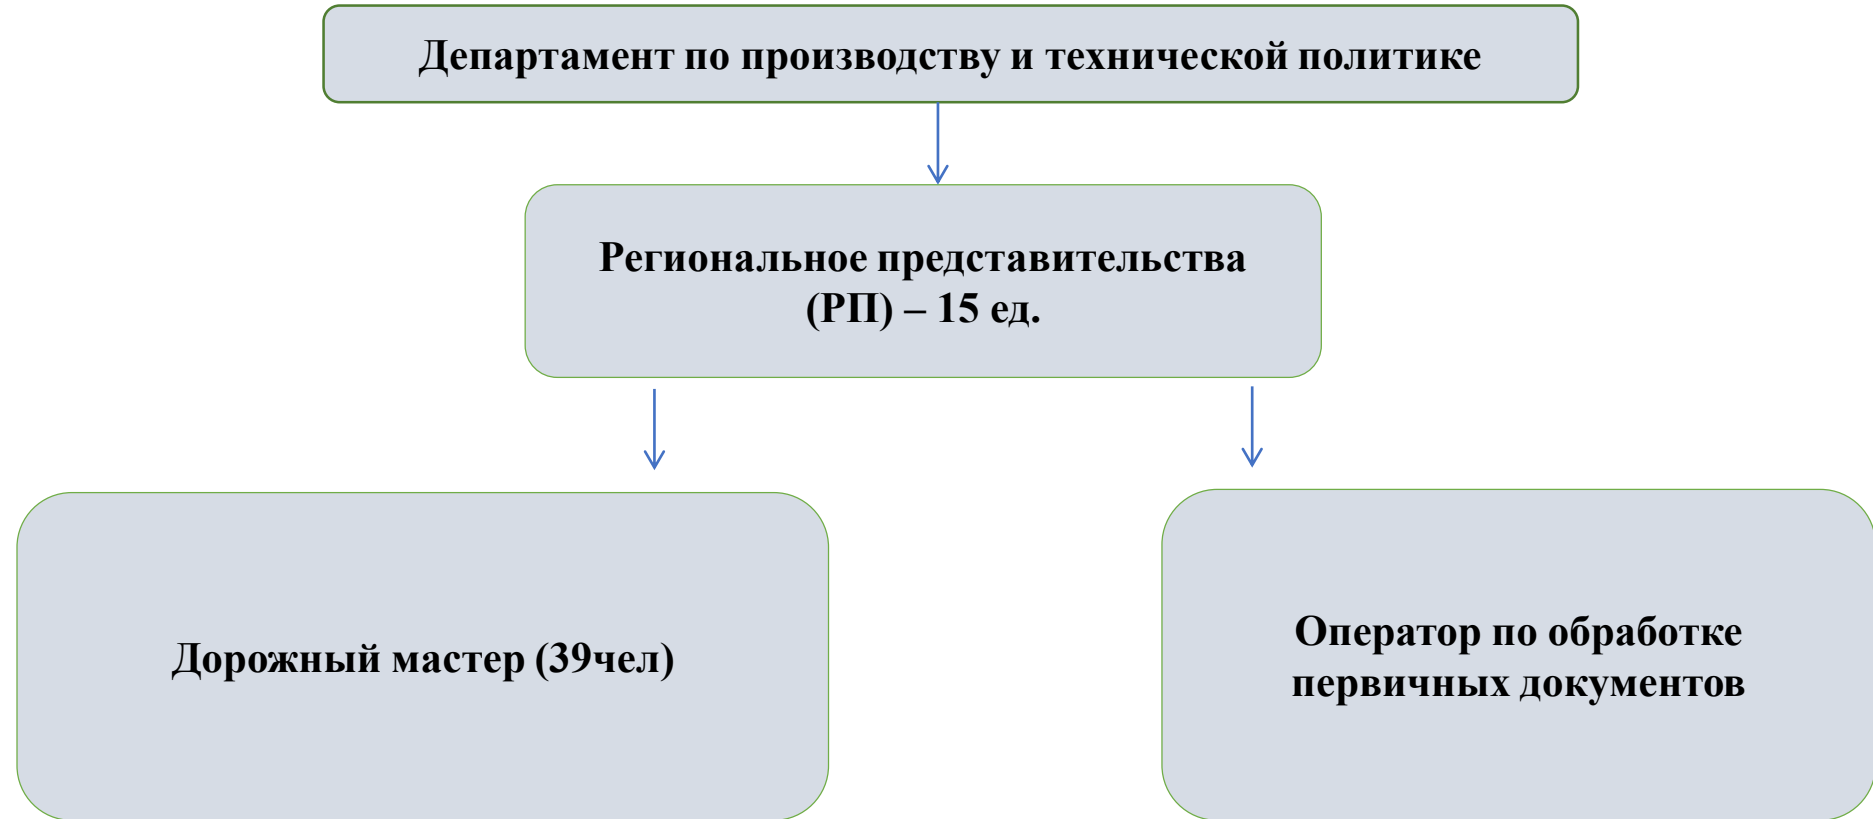 Департамент по производству и технической политике
Региональное представительства
(РП) – 15 ед.
Дорожный мастер (39чел)
Оператор по обработке
первичных документов